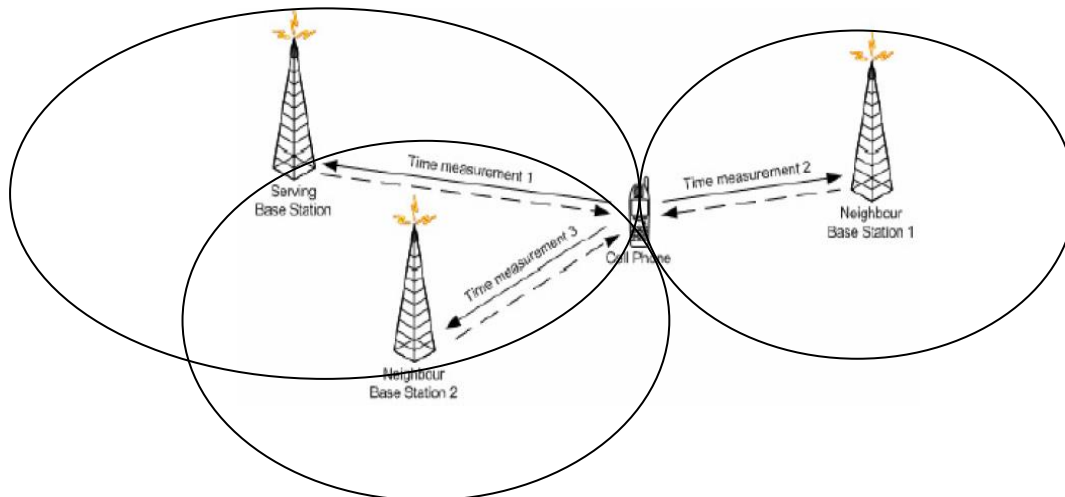 Time measurement 1
Time measurement 2
Serving
Base Station
Neighbour
Base Station 1
Time measurement 3
Cell Phone
Neighbour
Base Station 2